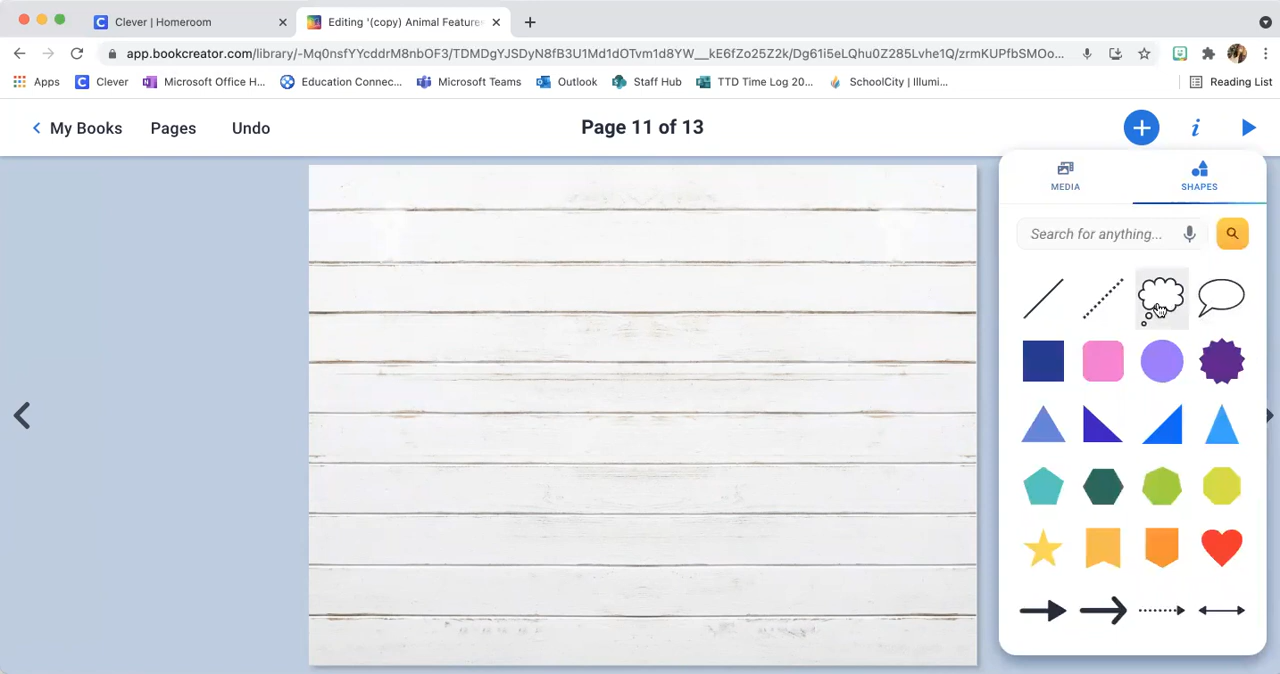 Clever | Homeroom
Editing '(copy) Animal Feature
app.bookcreator.com/library/-Mq0nsfYYcddrM8nbOF3/TDMDgYJSDyN8fB3U1Md1dOTvm1d8YW__kE6fZo25Z2k/Dg61i5eLQhu0Z285Lvhe1Q/zrmKUPfbSMOo...
Apps Clever Microsoft Office H... Education Connec... Microsoft Teams Outlook Staff Hub TTD Time Log 20... SchoolCity | Illumi... Reading List
My Books Pages Undo Page 11 of 13
MEDIA SHAPES
Search for anything...